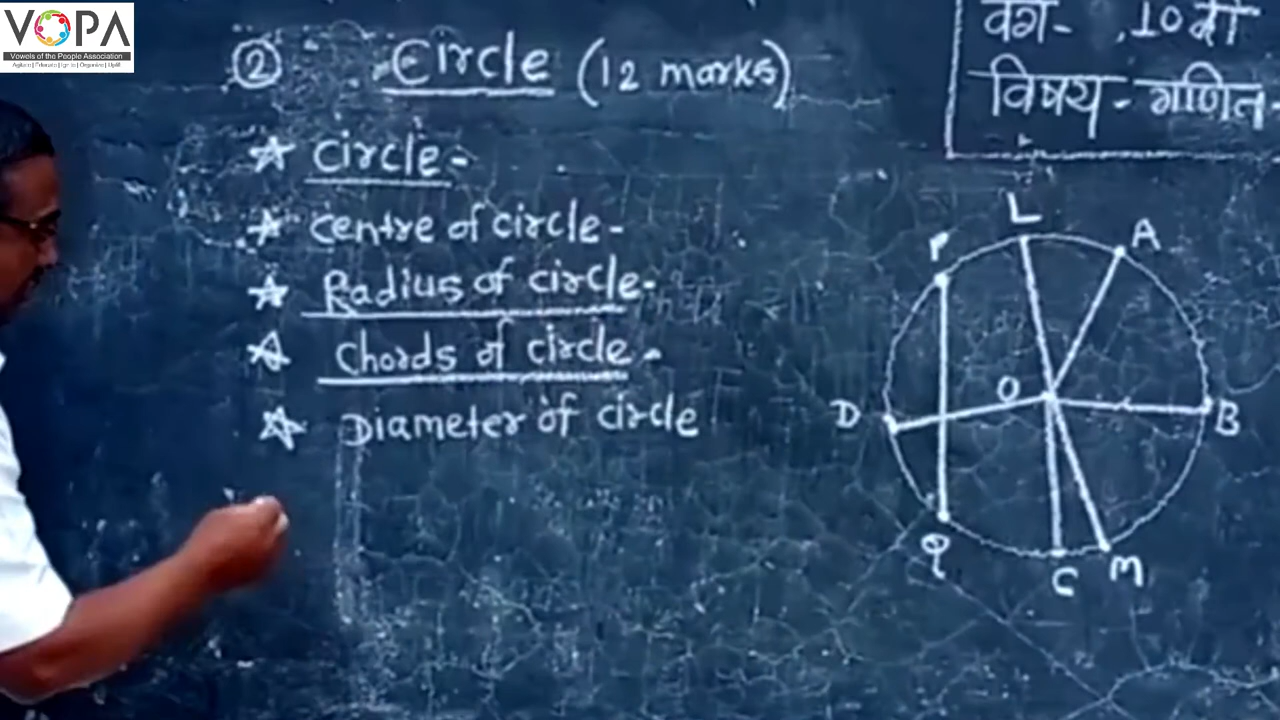 VOPA
Vowels of the People Association
② Circle (12 marks)
☆ circle-
☆ centre of circle-
☆ Radius of circle-
☆ chords of circle-
☆ Diameter of circle
वर्ग- 10 वी
विषय- गणित-
L
A
P
O
D
B
Q
C
M